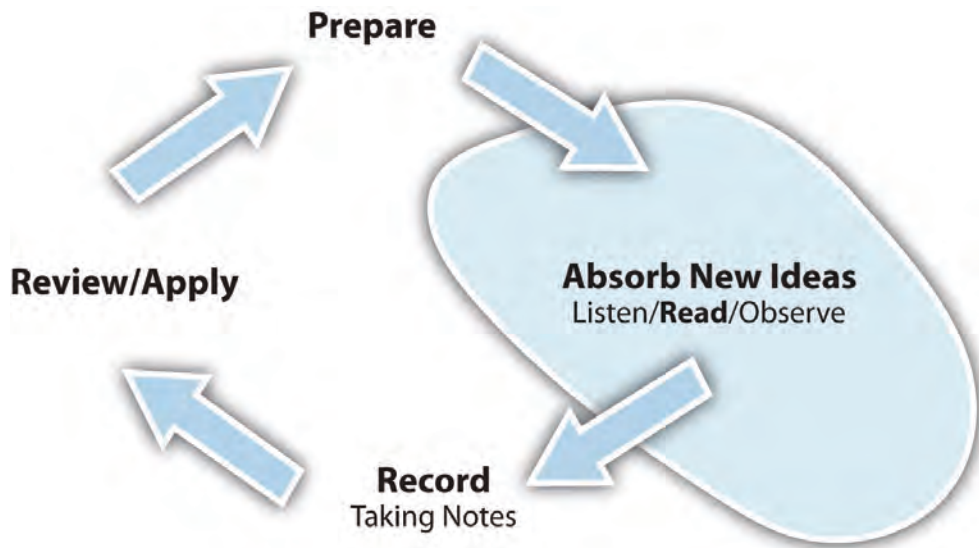 Prepare
Absorb New Ideas
Listen/Read/Observe
Record
Taking Notes
Review/Apply